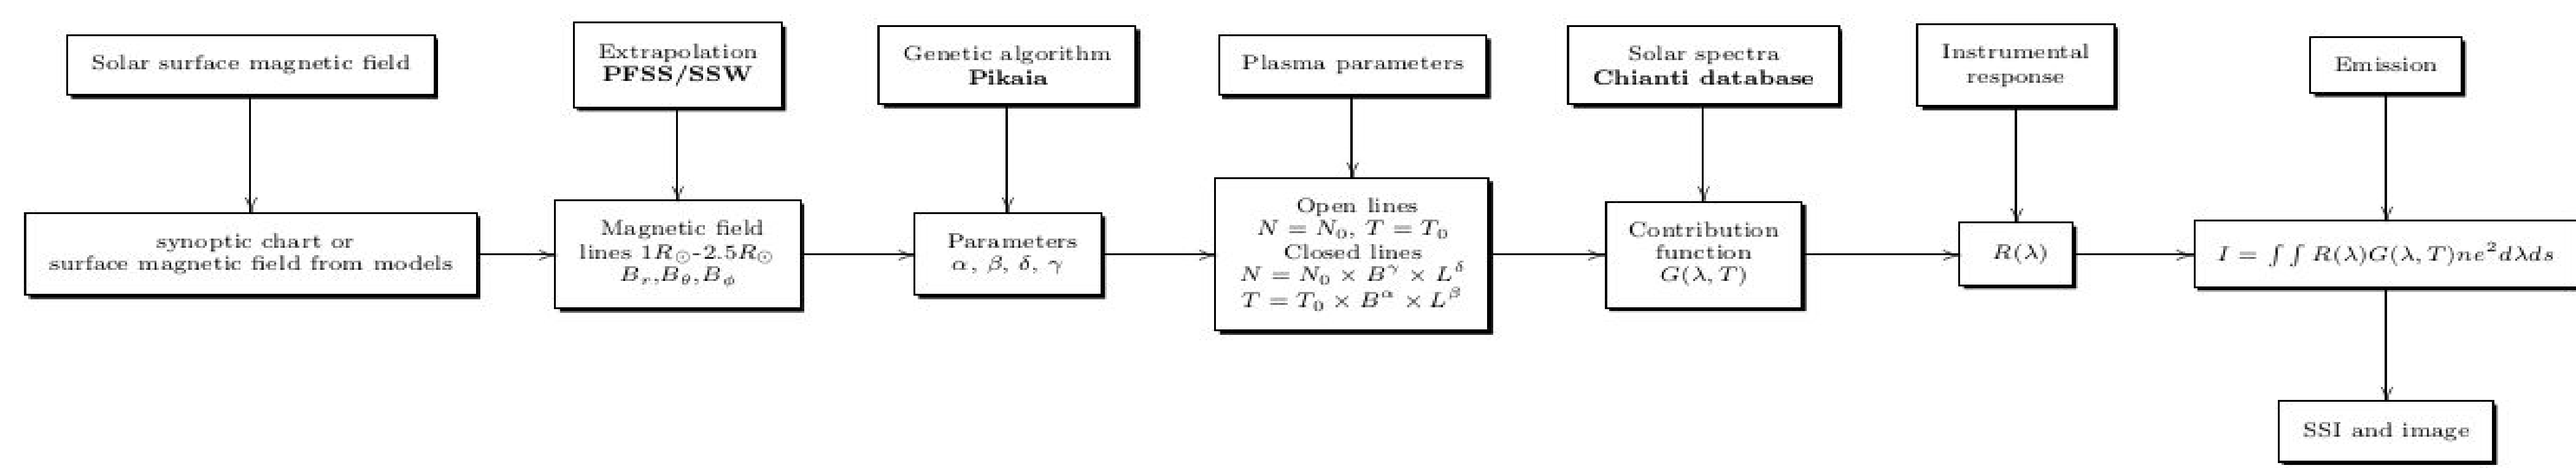 Solar surface magnetic field
Extrapolation
PFSS/SSW
Genetic algorithm
Pikaia
Plasma parameters
Solar spectra
Chianti database
Instrumental
response
Emission
synoptic chart or
surface magnetic field from models
Magnetic field
lines 1R⊙-2.5R⊙
Bᵣ,B_θ,B_ϕ
Parameters
α, β, δ, γ
Open lines
N = N₀, T = T₀
Closed lines
N = N₀ × B^γ × L^δ
T = T₀ × B^α × L^β
Contribution
function
G(λ, T)
R(λ)
I = ∫ ∫ R(λ)G(λ, T)ne²dλds
SSI and image